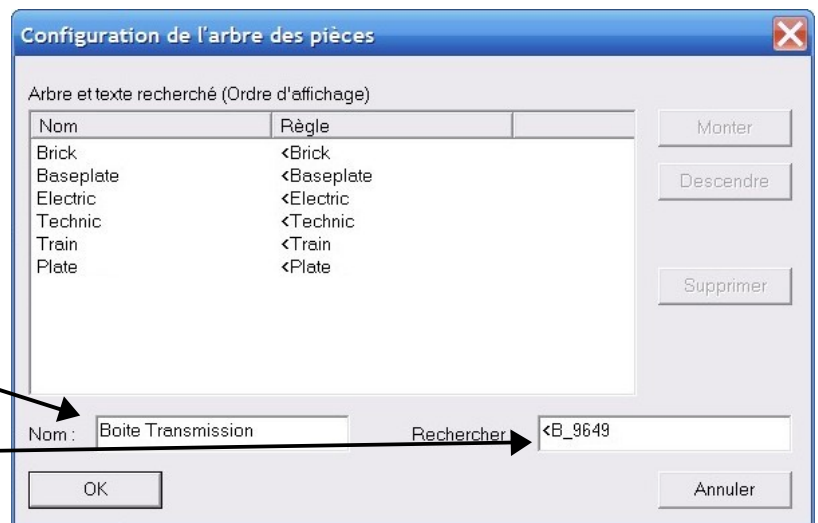 Configuration de l'arbre des pièces
Arbre et texte recherché (Ordre d'affichage)
Nom Règle
Monter
Brick <Brick
Baseplate <Baseplate
Descendre
Electric <Electric
Technic <Technic
Train <Train
Plate <Plate
Supprimer
Nom : Boite Transmission Rechercher <B_9649
OK Annuler